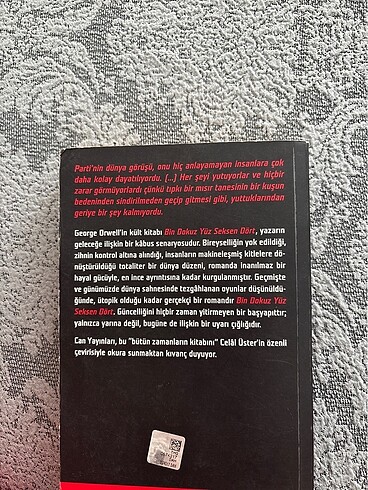 Parti'nin dünya görüşü, onu hiç anlayamayan insanlara çok
daha kolay dayatılıyordu. [...] Her şeyi yutuyorlar ve hiçbir
zarar görmüyorlardı çünkü tıpkı bir mısır tanesinin bir kuşun
bedeninden sindirilmeden geçip gitmesi gibi, yuttuklarından
geriye bir şey kalmıyordu.
George Orwell'in kült kitabı Bin Dokuz Yüz Seksen Dört, yazarın
geleceğe ilişkin bir kâbus senaryosudur. Bireyselliğin yok edildiği,
zihnin kontrol altına alındığı, insanların makineleşmiş kitlelere dö-
nüştürüldüğü totaliter bir dünya düzeni, romanda inanılmaz bir
hayal gücüyle, en ince ayrıntısına kadar kurgulanmıştır. Geçmişte
ve günümüzde dünya sahnesinde tezgâhlanan oyunlar düşünüldü-
ğünde, ütopik olduğu kadar gerçekçi bir romandır Bin Dokuz Yüz
Seksen Dört. Güncelliğini hiçbir zaman yitirmeyen bir başyapıttır;
yalnızca yarına değil, bugüne de ilişkin bir uyarı çığlığıdır.
Can Yayınları, bu "bütün zamanların kitabını" Celâl Üster'in özenli
çevirisiyle okura sunmaktan kıvanç duyuyor.